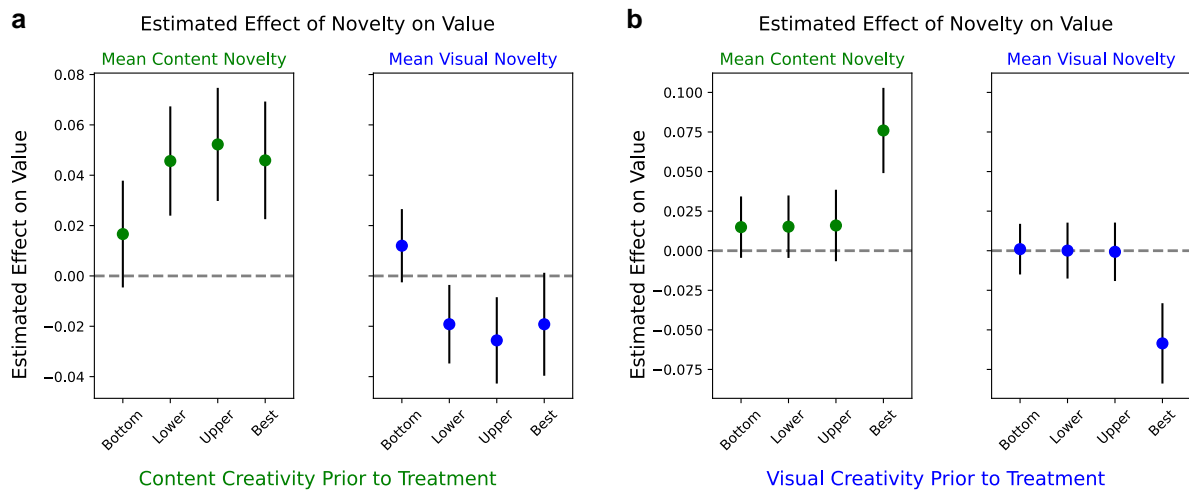 a
Estimated Effect of Novelty on Value
Mean Content Novelty
Mean Visual Novelty
Estimated Effect on Value
0.08
0.06
0.04
0.02
0.00
−0.02
−0.04
Bottom
Lower
Upper
Best
Bottom
Lower
Upper
Best
Content Creativity Prior to Treatment
b
Estimated Effect of Novelty on Value
Mean Content Novelty
Mean Visual Novelty
Estimated Effect on Value
0.100
0.075
0.050
0.025
0.000
−0.025
−0.050
−0.075
Bottom
Lower
Upper
Best
Bottom
Lower
Upper
Best
Visual Creativity Prior to Treatment